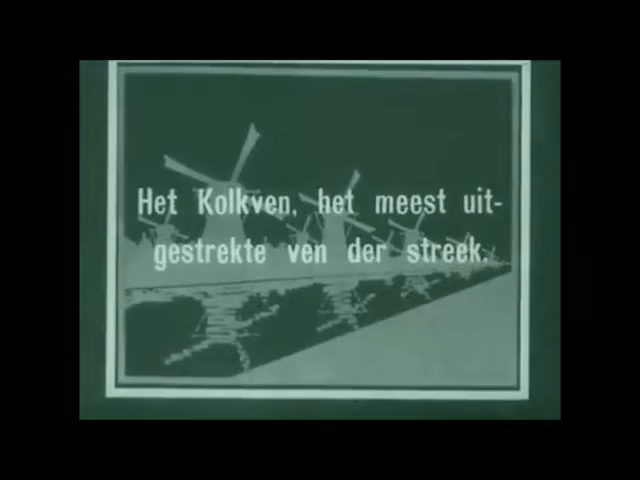 Het Kolkven, het meest uit-
gestrekte ven der streek.